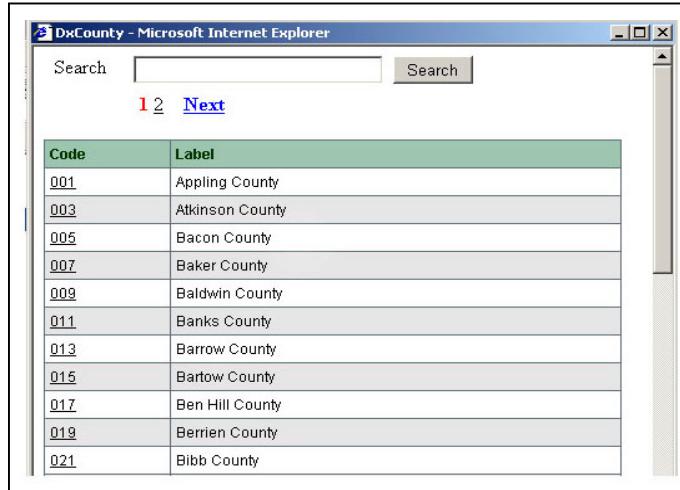 DxCounty - Microsoft Internet Explorer
Search Search
1 2 Next
Code Label
001 Appling County
003 Atkinson County
005 Bacon County
007 Baker County
009 Baldwin County
011 Banks County
013 Barrow County
015 Bartow County
017 Ben Hill County
019 Berrien County
021 Bibb County